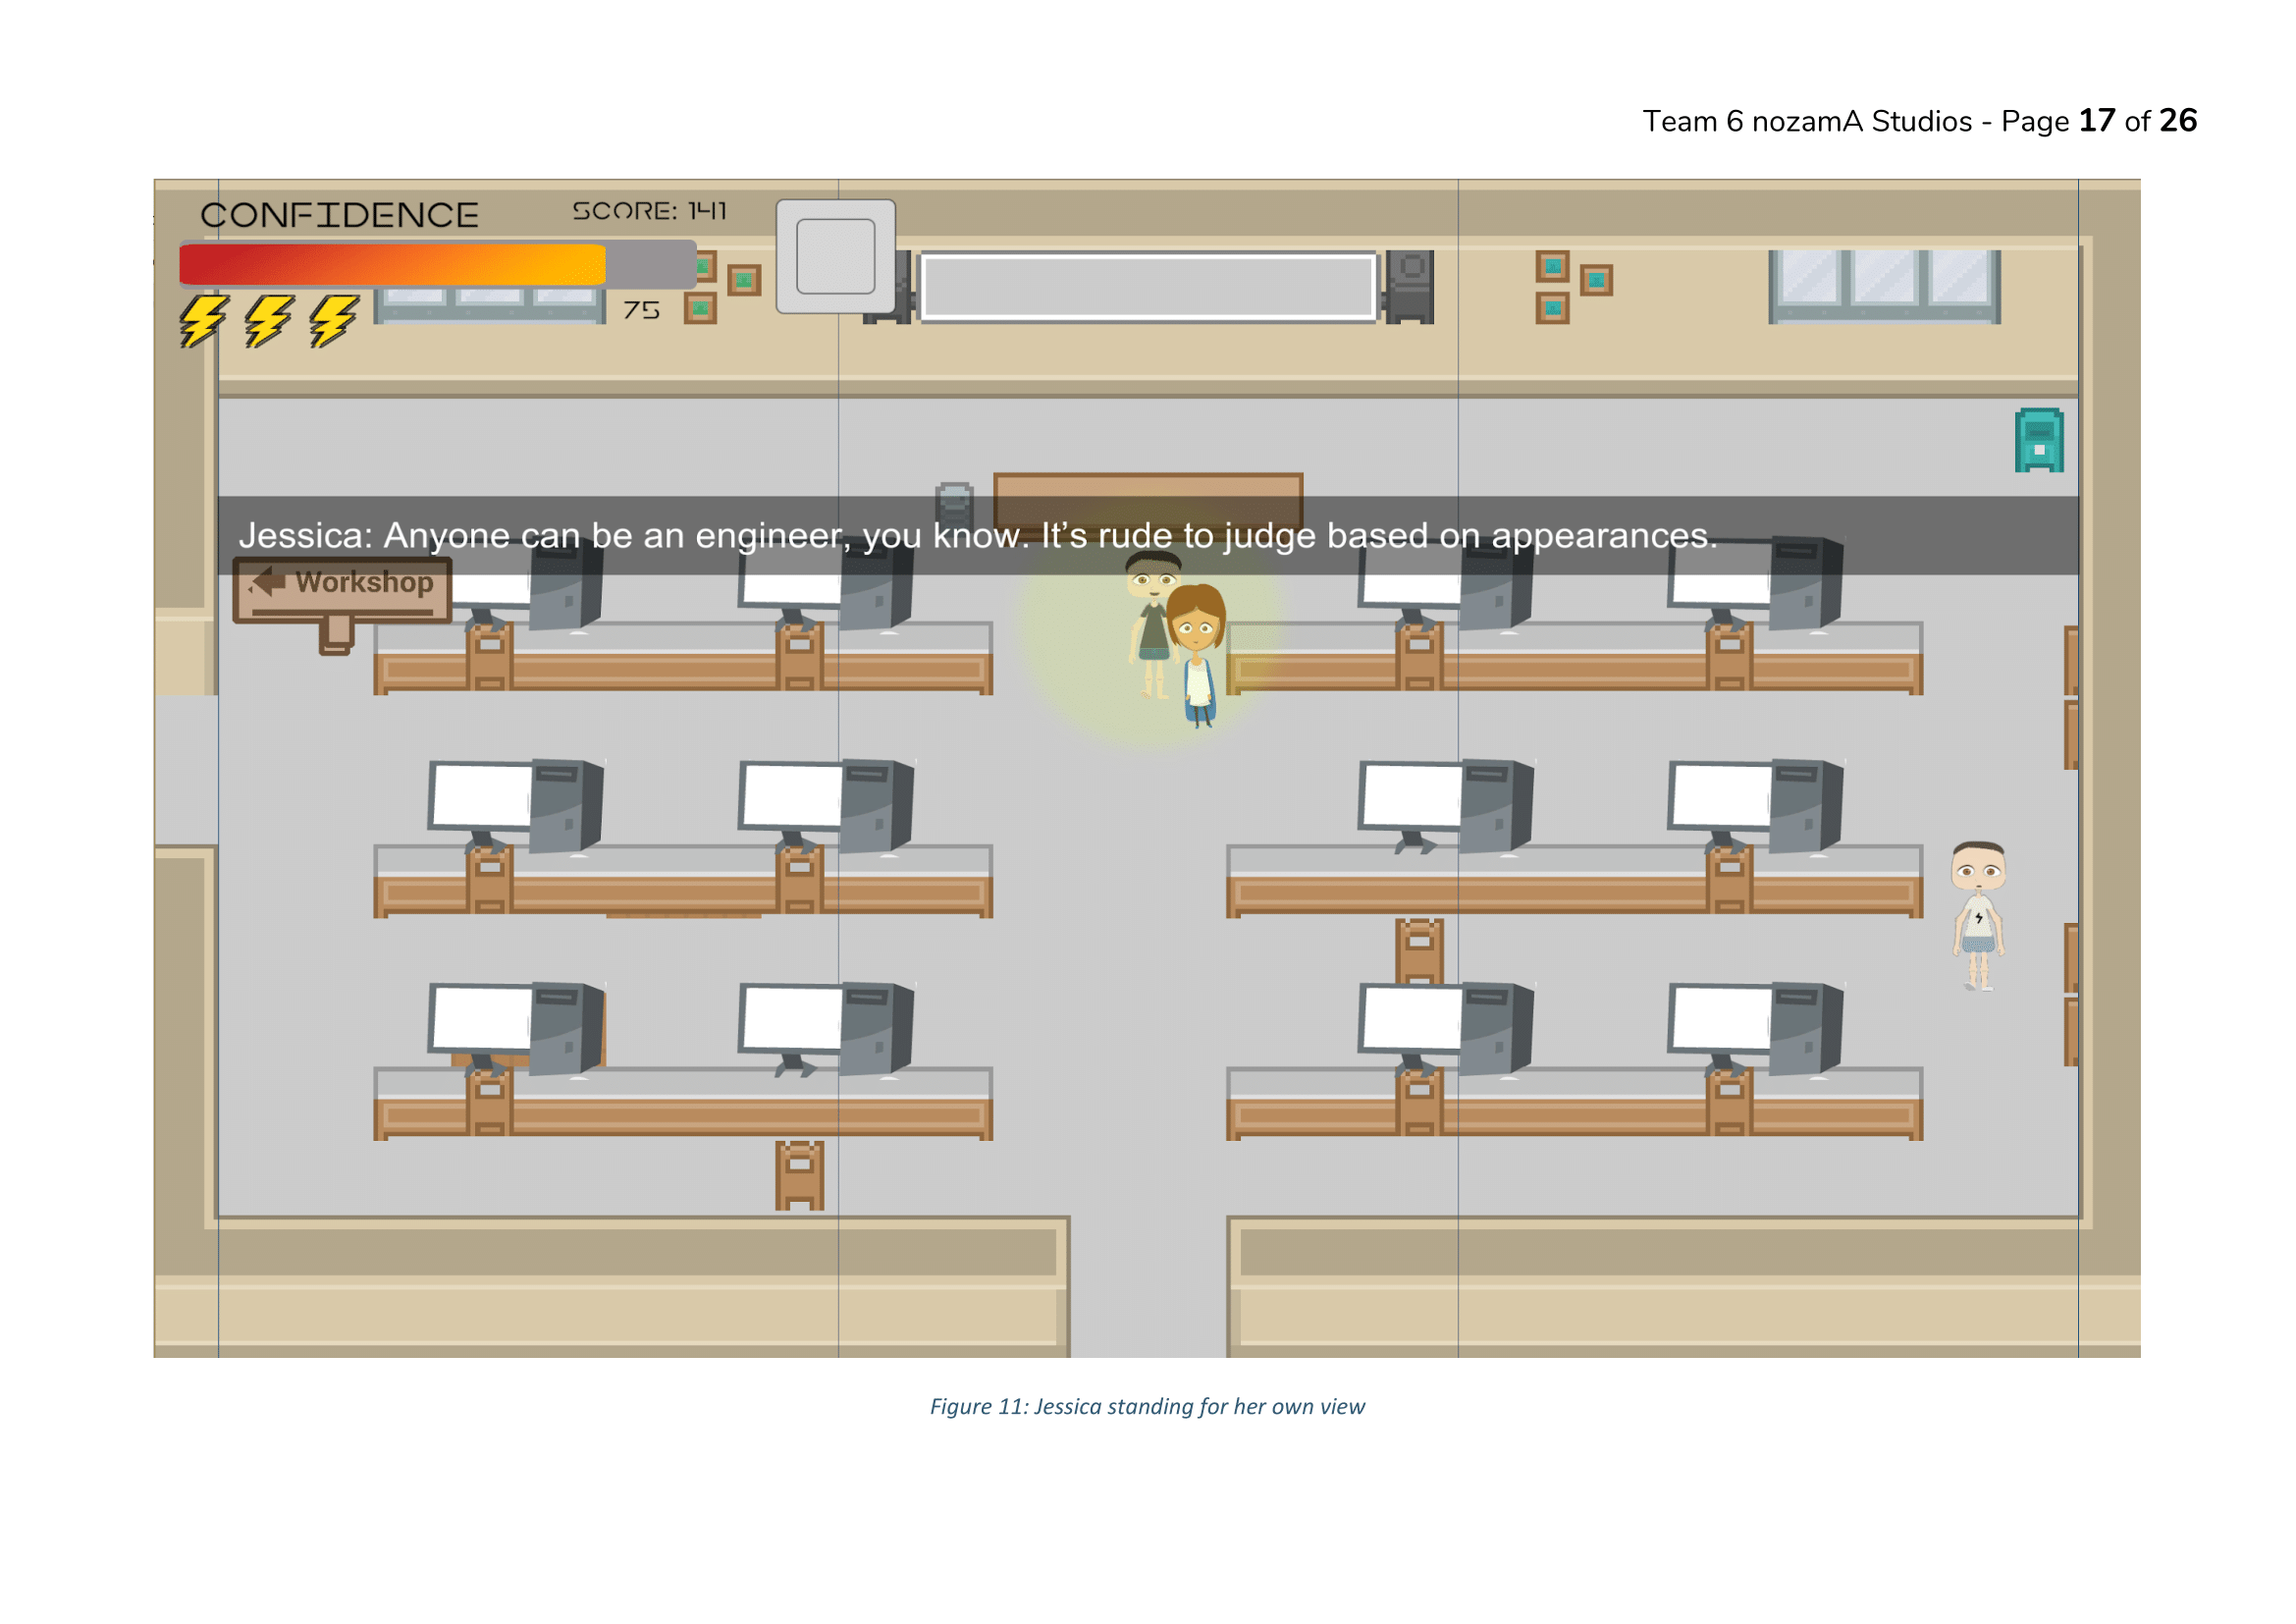 Team 6 nozamA Studios - Page 17 of 26
CONFIDENCE
SCORE: 141
75
Jessica: Anyone can be an engineer, you know. It’s rude to judge based on appearances.
Workshop
Figure 11: Jessica standing for her own view